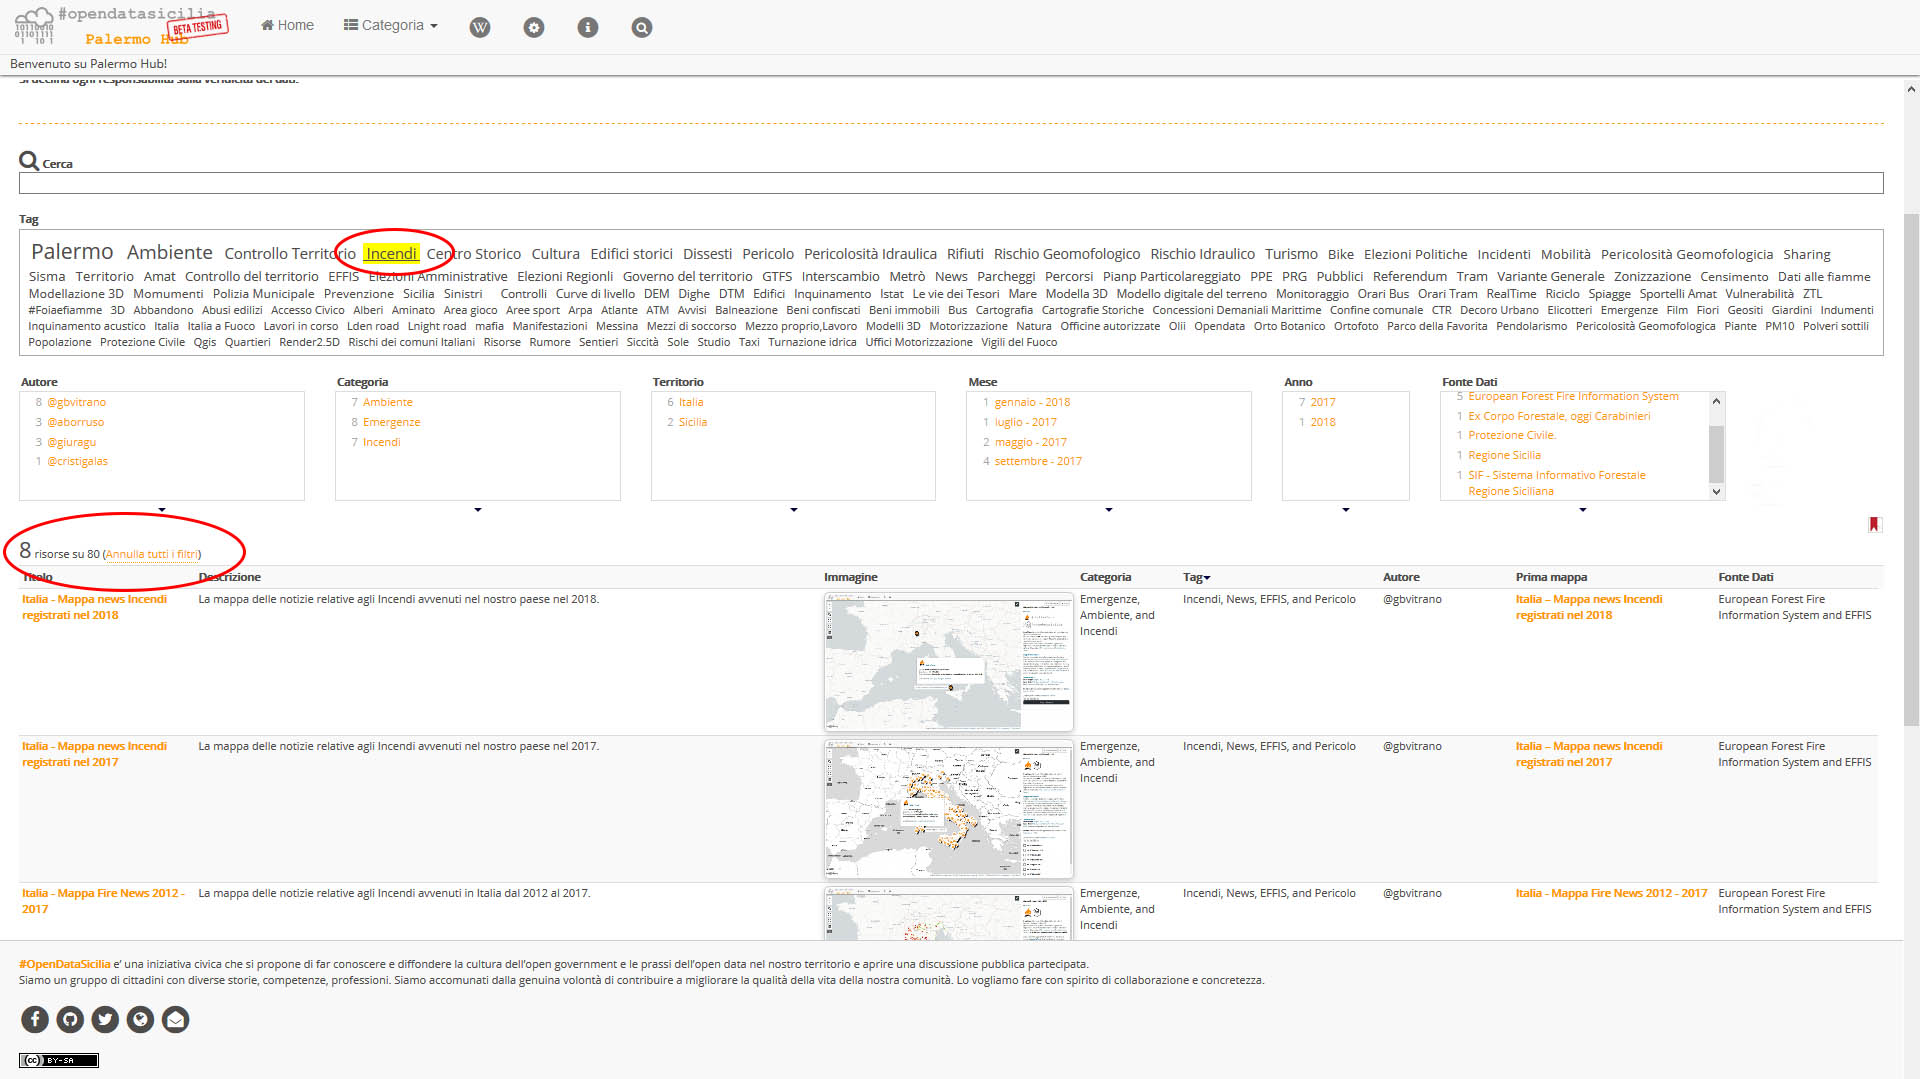 #opendatasicilia
Palermo Hub
BETA TESTING
Home
Categoria
Benvenuto su Palermo Hub!
Si declina ogni responsabilità sulla veridicità dei dati.
Cerca
Tag
Palermo Ambiente Controllo Territorio Incendi Centro Storico Cultura Edifici storici Dissesti Pericolo Pericolosità Idraulica Rifiuti Rischio Geomofologico Rischio Idraulico Turismo Bike Elezioni Politiche Incidenti Mobilità Pericolosità Geomofologicia Sharing
Sisma Territorio Amat Controllo del territorio EFFIS Elezioni Amministrative Elezioni Regionli Governo del territorio GTFS Interscambio Metrò News Parcheggi Percorsi Pianp Particolareggiato PPE PRG Pubblici Referendum Tram Variante Generale Zonizzazione Censimento Dati alle fiamme
Modellazione 3D Momumenti Polizia Municipale Prevenzione Sicilia Sinistri Controlli Curve di livello DEM Dighe DTM Edifici Inquinamento Istat Le vie dei Tesori Mare Modella 3D Modello digitale del terreno Monitoraggio Orari Bus Orari Tram RealTime Riciclo Spiagge Sportelli Amat Vulnerabilità ZTL
#Foiaefiamme 3D Abbandono Abusi edilizi Accesso Civico Alberi Aminato Area gioco Aree sport Arpa Atlante ATM Avvisi Balneazione Beni confiscati Beni immobili Bus Cartografia Cartografie Storiche Concessioni Demaniali Marittime Confine comunale CTR Decoro Urbano Elicotteri Emergenze Film Fiori Geositi Giardini Indumenti
Inquinamento acustico Italia Italia a Fuoco Lavori in corso Lden road Lnight road mafia Manifestazioni Messina Mezzi di soccorso Mezzo proprio,Lavoro Modelli 3D Motorizzazione Natura Officine autorizzate Olii Opendata Orto Botanico Ortofoto Parco della Favorita Pendolarismo Pericolosità Geomofologica Piante PM10 Polveri sottili
Popolazione Protezione Civile Qgis Quartieri Render2.5D Rischi dei comuni Italiani Risorse Rumore Sentieri Siccità Sole Studio Taxi Turnazione idrica Uffici Motorizzazione Vigili del Fuoco
Autore
8 @gbvitrano
3 @aborruso
3 @giuragu
1 @cristigalas
Categoria
7 Ambiente
8 Emergenze
7 Incendi
Territorio
6 Italia
2 Sicilia
Mese
1 gennaio - 2018
1 luglio - 2017
2 maggio - 2017
4 settembre - 2017
Anno
7 2017
1 2018
Fonte Dati
5 European Forest Fire Information System
1 Ex Corpo Forestale, oggi Carabinieri
1 Protezione Civile.
1 Regione Sicilia
1 SIF - Sistema Informativo Forestale
Regione Siciliana
8 risorse su 80 (Annulla tutti i filtri)
Titolo Descrizione Immagine Categoria Tag Autore Prima mappa Fonte Dati
Italia - Mappa news Incendi
registrati nel 2018
La mappa delle notizie relative agli Incendi avvenuti nel nostro paese nel 2018.
Emergenze,
Ambiente, and
Incendi
Incendi, News, EFFIS, and Pericolo
@gbvitrano
Italia – Mappa news Incendi
registrati nel 2018
European Forest Fire
Information System and EFFIS
Italia - Mappa news Incendi
registrati nel 2017
La mappa delle notizie relative agli Incendi avvenuti nel nostro paese nel 2017.
Emergenze,
Ambiente, and
Incendi
Incendi, News, EFFIS, and Pericolo
@gbvitrano
Italia – Mappa news Incendi
registrati nel 2017
European Forest Fire
Information System and EFFIS
Italia - Mappa Fire News 2012 -
2017
La mappa delle notizie relative agli Incendi avvenuti in Italia dal 2012 al 2017.
Emergenze,
Ambiente, and
Incendi
Incendi, News, EFFIS, and Pericolo
@gbvitrano
Italia - Mappa Fire News 2012 - 2017
European Forest Fire
Information System and EFFIS
#OpenDataSicilia e’ una iniziativa civica che si propone di far conoscere e diffondere la cultura dell’open government e le prassi dell’open data nel nostro territorio e aprire una discussione pubblica partecipata.
Siamo un gruppo di cittadini con diverse storie, competenze, professioni. Siamo accomunati dalla genuina volontà di contribuire a migliorare la qualità della vita della nostra comunità. Lo vogliamo fare con spirito di collaborazione e concretezza.
cc BY-SA